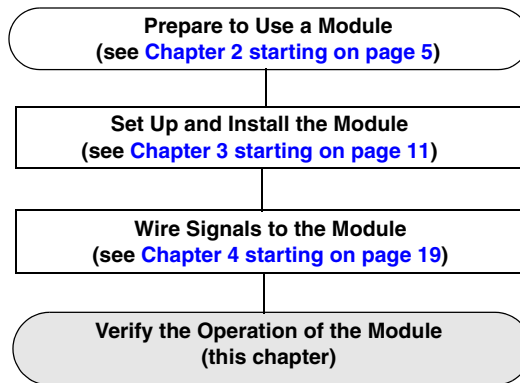 Prepare to Use a Module
(see Chapter 2 starting on page 5)
Set Up and Install the Module
(see Chapter 3 starting on page 11)
Wire Signals to the Module
(see Chapter 4 starting on page 19)
Verify the Operation of the Module
(this chapter)